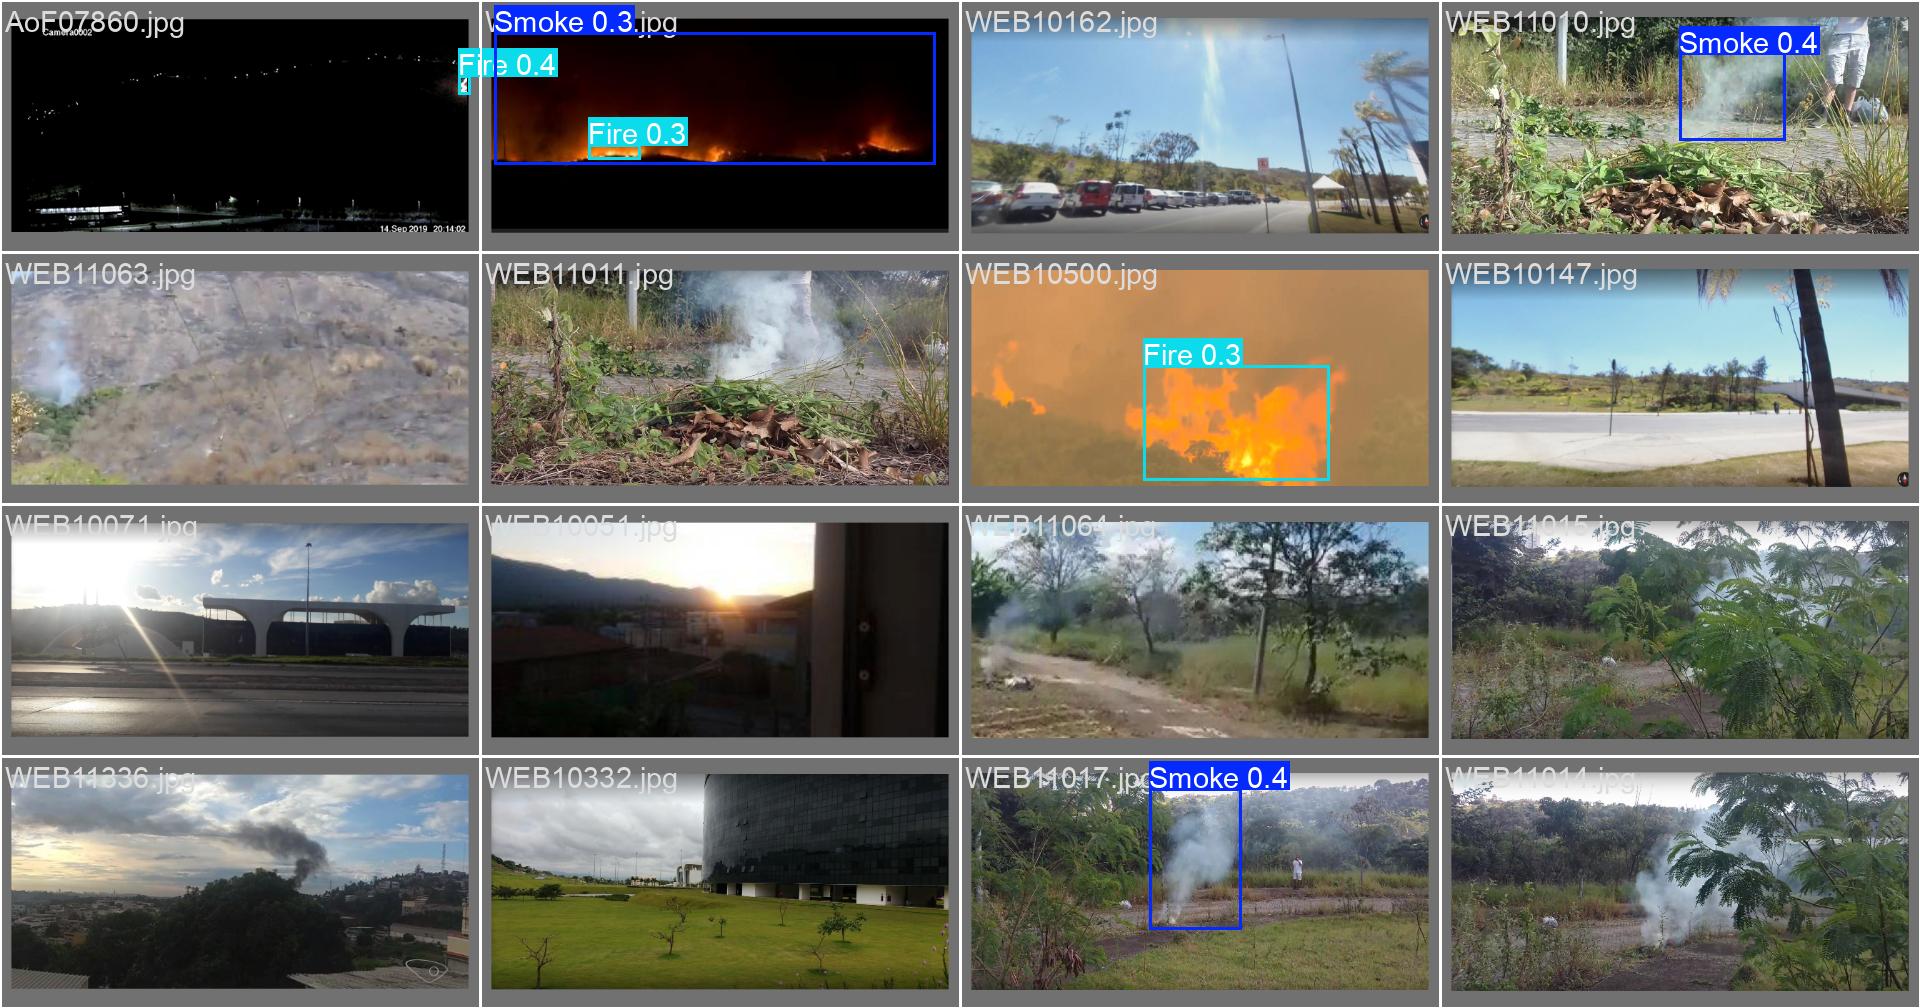 AoF07860.jpg
Camera0002
Fire 0.4
14.Sep 2019 20:14:02
Smoke 0.3
.jpg
Fire 0.3
WEB10162.jpg
WEB11010.jpg
Smoke 0.4
WEB11063.jpg
WEB11011.jpg
WEB10500.jpg
Fire 0.3
WEB10147.jpg
WEB10071.jpg
WEB10051.jpg
WEB11064.jpg
WEB11015.jpg
WEB11336.jpg
WEB10332.jpg
WEB11017.jpg
Smoke 0.4
WEB11014.jpg